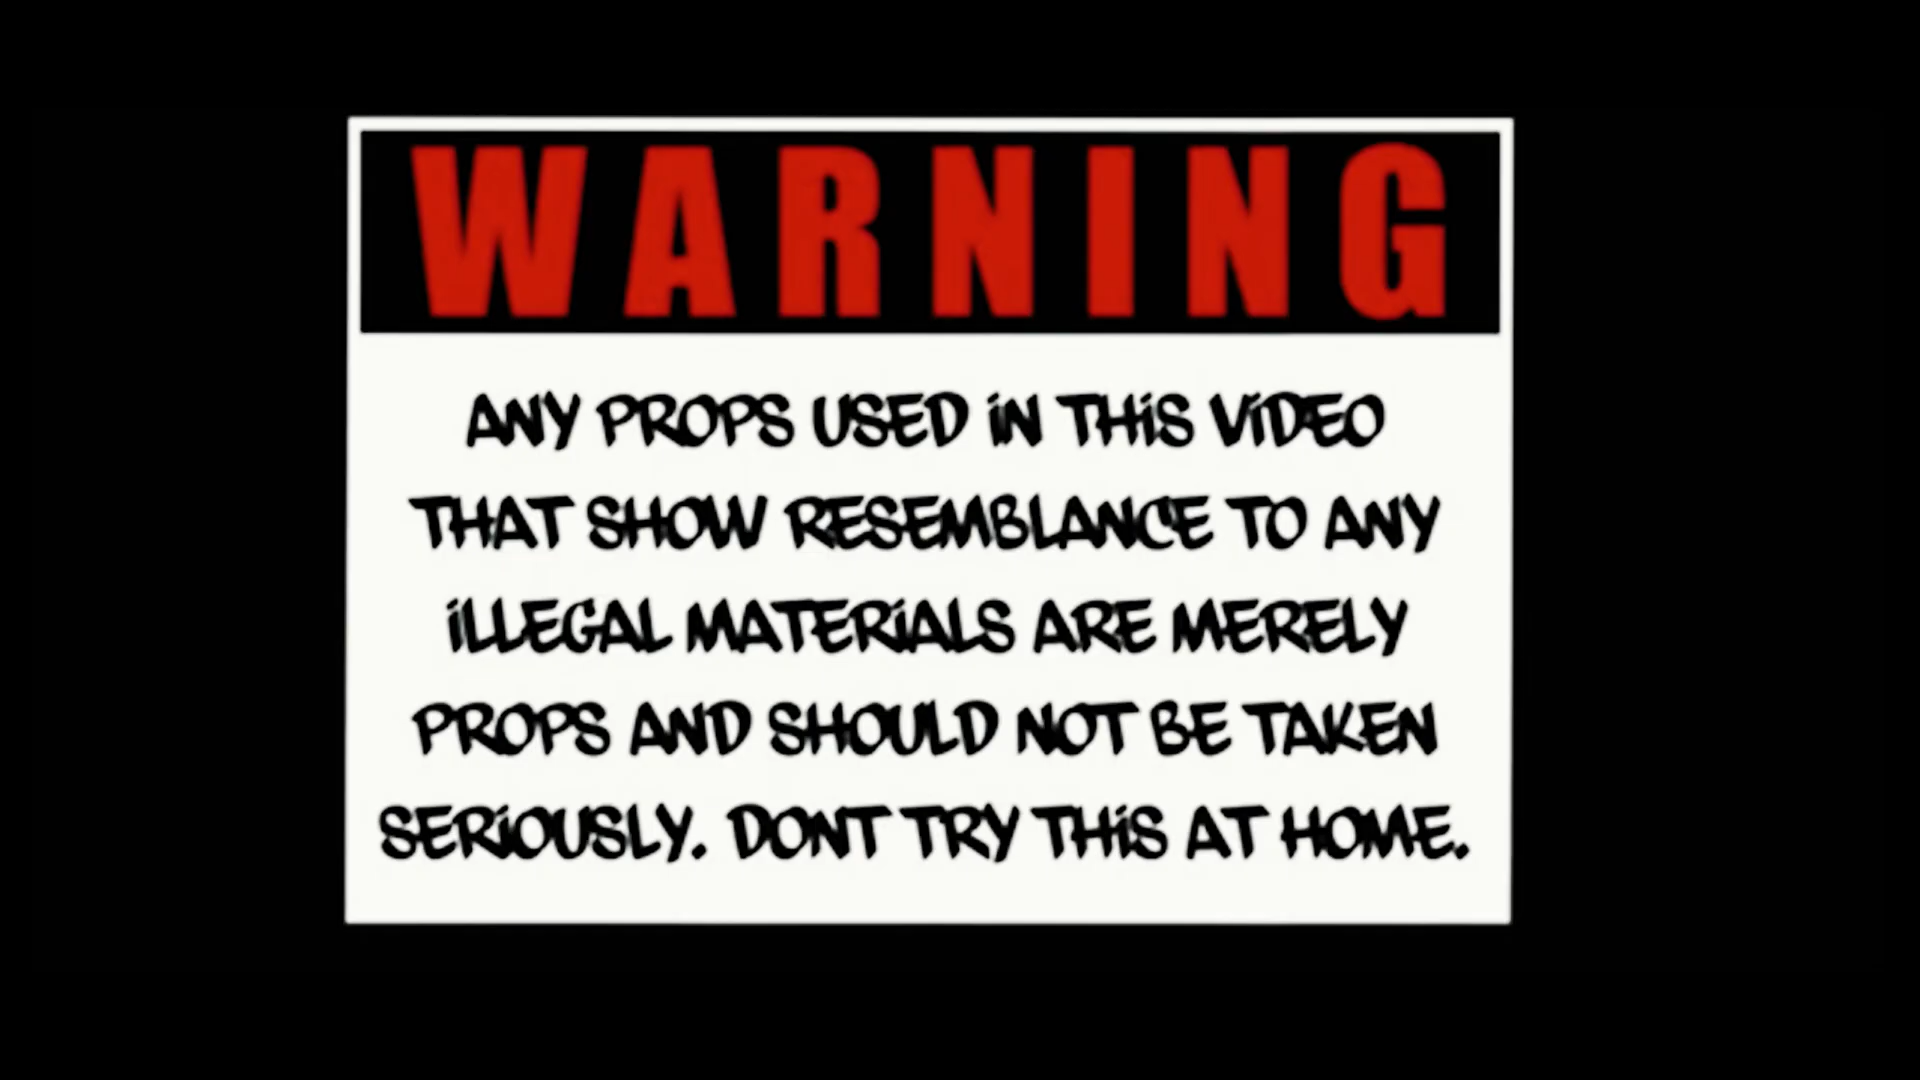 WARNING
ANY PROPS USED iN THiS ViDEO
THAT SHOW RESEMBLANCE TO ANY
iLLEGAL MATERiALS ARE MERELY
PROPS AND SHOULD NOT BE TAKEN
SERiOUSLY. DONT TRY THiS AT HOME.